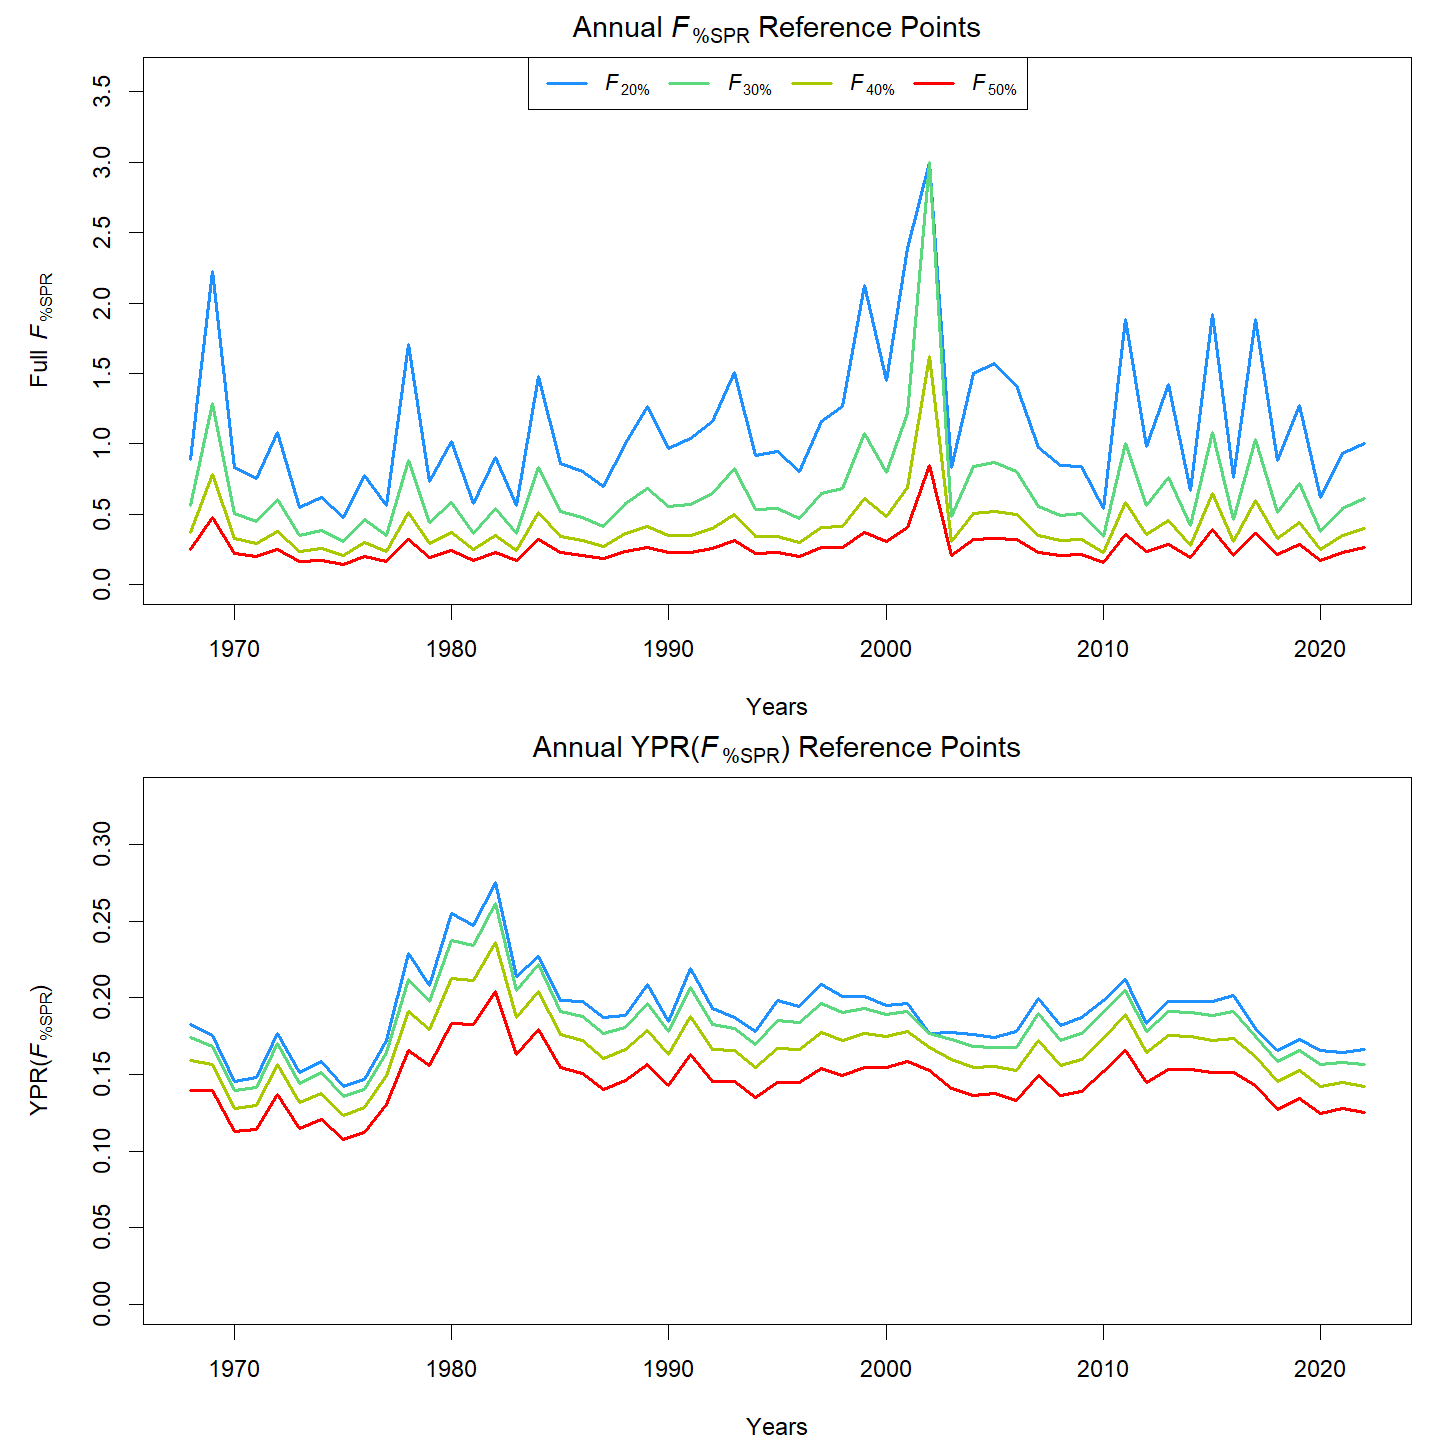 Annual F%SPR Reference Points
F20% F30% F40% F50%
3.5
3.0
2.5
2.0
1.5
1.0
0.5
0.0
Full F%SPR
1970 1980 1990 2000 2010 2020
Years
Annual YPR(F%SPR) Reference Points
0.30
0.25
0.20
0.15
0.10
0.05
0.00
YPR(F%SPR)
1970 1980 1990 2000 2010 2020
Years